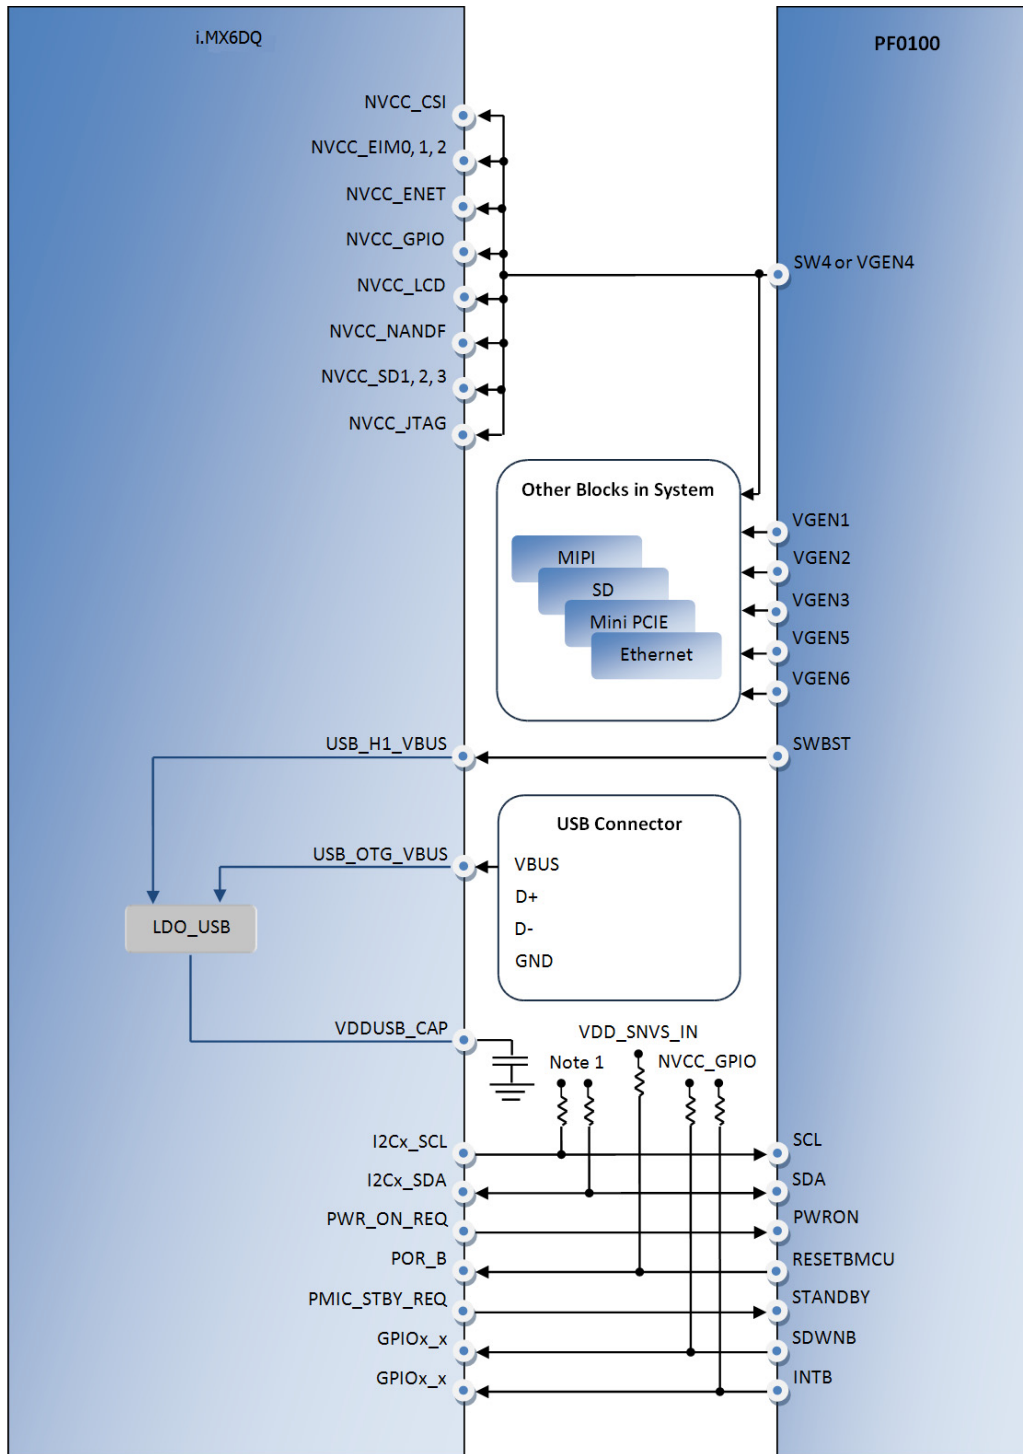 i.MX6DQ
PF0100
NVCC_CSI
NVCC_EIM0, 1, 2
NVCC_ENET
NVCC_GPIO
SW4 or VGEN4
NVCC_LCD
NVCC_NANDF
NVCC_SD1, 2, 3
NVCC_JTAG
Other Blocks in System
MIPI
SD
Mini PCIE
Ethernet
VGEN1
VGEN2
VGEN3
VGEN5
VGEN6
USB_H1_VBUS
SWBST
USB Connector
USB_OTG_VBUS
VBUS
D+
D-
GND
LDO_USB
VDDUSB_CAP
VDD_SNVS_IN
Note 1
NVCC_GPIO
I2Cx_SCL
SCL
I2Cx_SDA
SDA
PWR_ON_REQ
PWRON
POR_B
RESETBMCU
PMIC_STBY_REQ
STANDBY
GPIOx_x
SDWNB
GPIOx_x
INTB